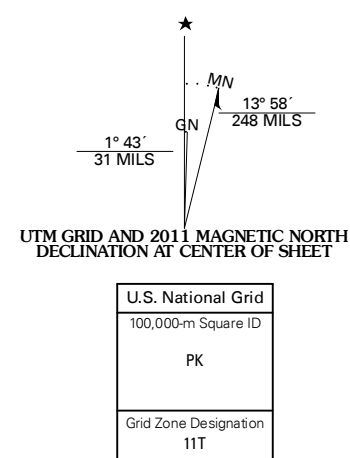 ★
MN
GN
13° 58´
248 MILS
1° 43´
31 MILS
UTM GRID AND 2011 MAGNETIC NORTH
DECLINATION AT CENTER OF SHEET
U.S. National Grid
100,000-m Square ID
PK
Grid Zone Designation
11T